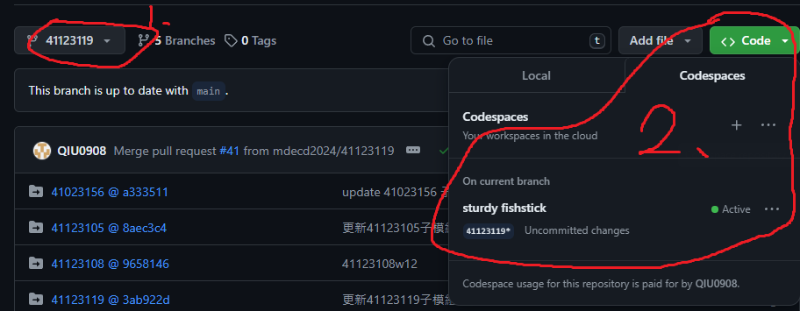 1.
41123119
5 Branches
0 Tags
Go to file
t
Add file
Code
This branch is up to date with main.
Local
Codespaces
Codespaces
Your workspaces in the cloud
2.
QIU0908 Merge pull request #41 from mdecd2024/41123119
41023156 @ a333511
update 41023156
41123105 @ 8aec3c4
更新41123105子模
41123108 @ 9658146
41123108w12
41123119 @ 3ab922d
更新41123119子模
On current branch
sturdy fishstick
Active
41123119* Uncommitted changes
Codespace usage for this repository is paid for by QIU0908.